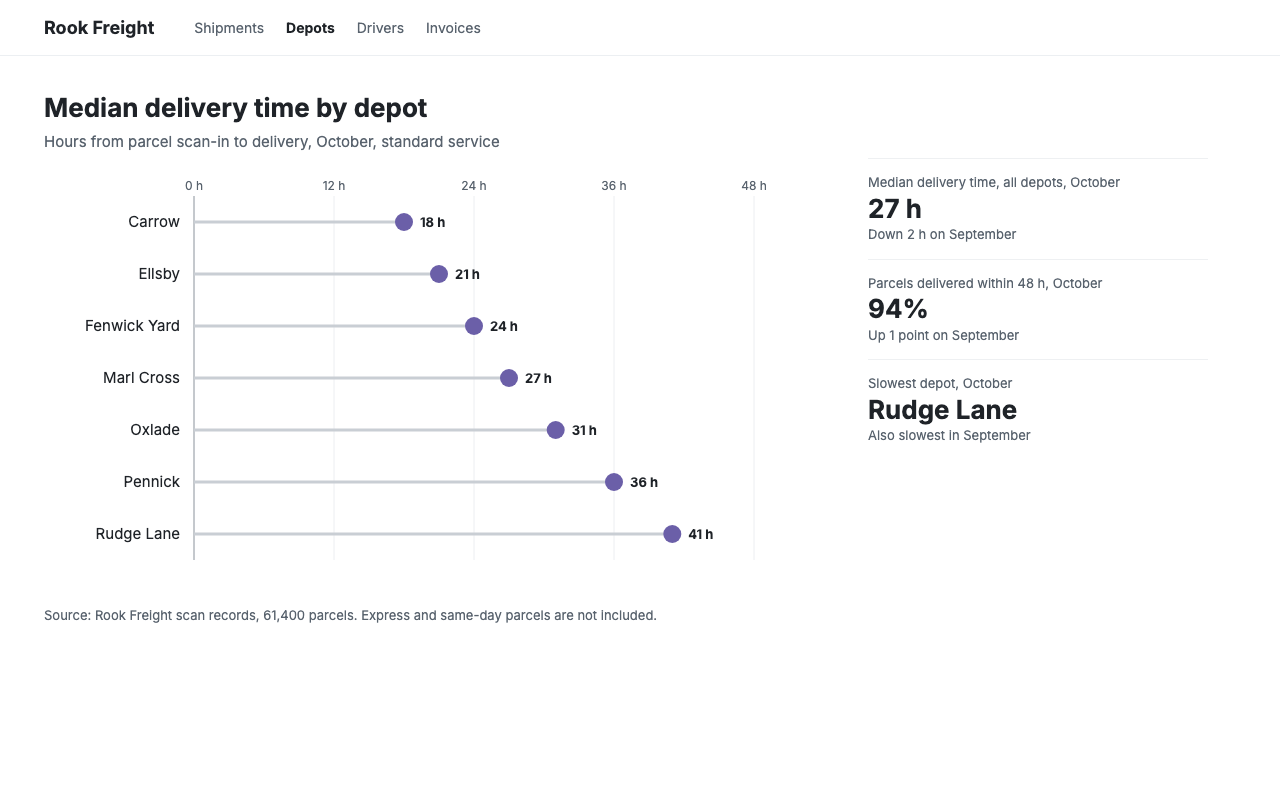 Rook Freight
Shipments Depots Drivers Invoices
Median delivery time by depot
Hours from parcel scan-in to delivery, October, standard service
0 h 12 h 24 h 36 h 48 h
Carrow 18 h
Ellsby 21 h
Fenwick Yard 24 h
Marl Cross 27 h
Oxlade 31 h
Pennick 36 h
Rudge Lane 41 h
Source: Rook Freight scan records, 61,400 parcels. Express and same-day parcels are not included.
Median delivery time, all depots, October
27 h
Down 2 h on September
Parcels delivered within 48 h, October
94%
Up 1 point on September
Slowest depot, October
Rudge Lane
Also slowest in September